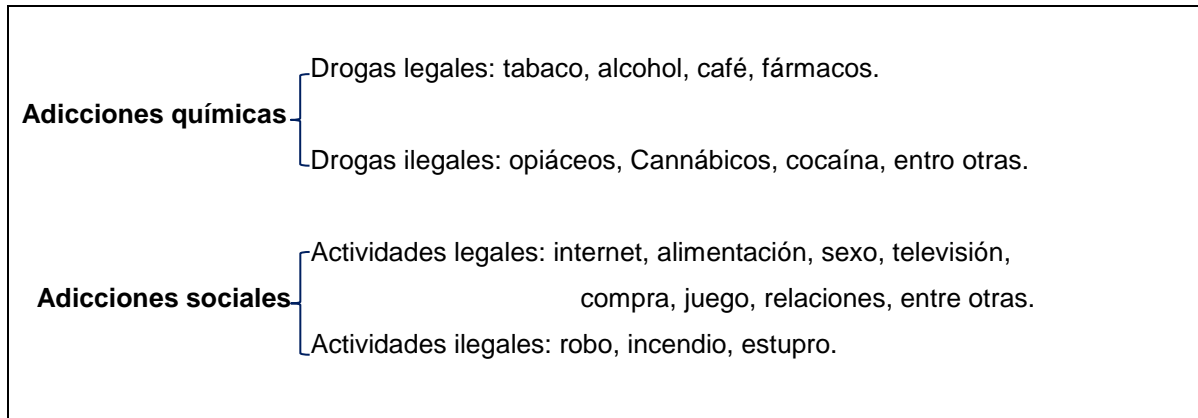 Drogas legales: tabaco, alcohol, café, fármacos.
Adicciones químicas
Drogas ilegales: opiáceos, Cannábicos, cocaína, entro otras.
Actividades legales: internet, alimentación, sexo, televisión,
Adicciones sociales compra, juego, relaciones, entre otras.
Actividades ilegales: robo, incendio, estupro.